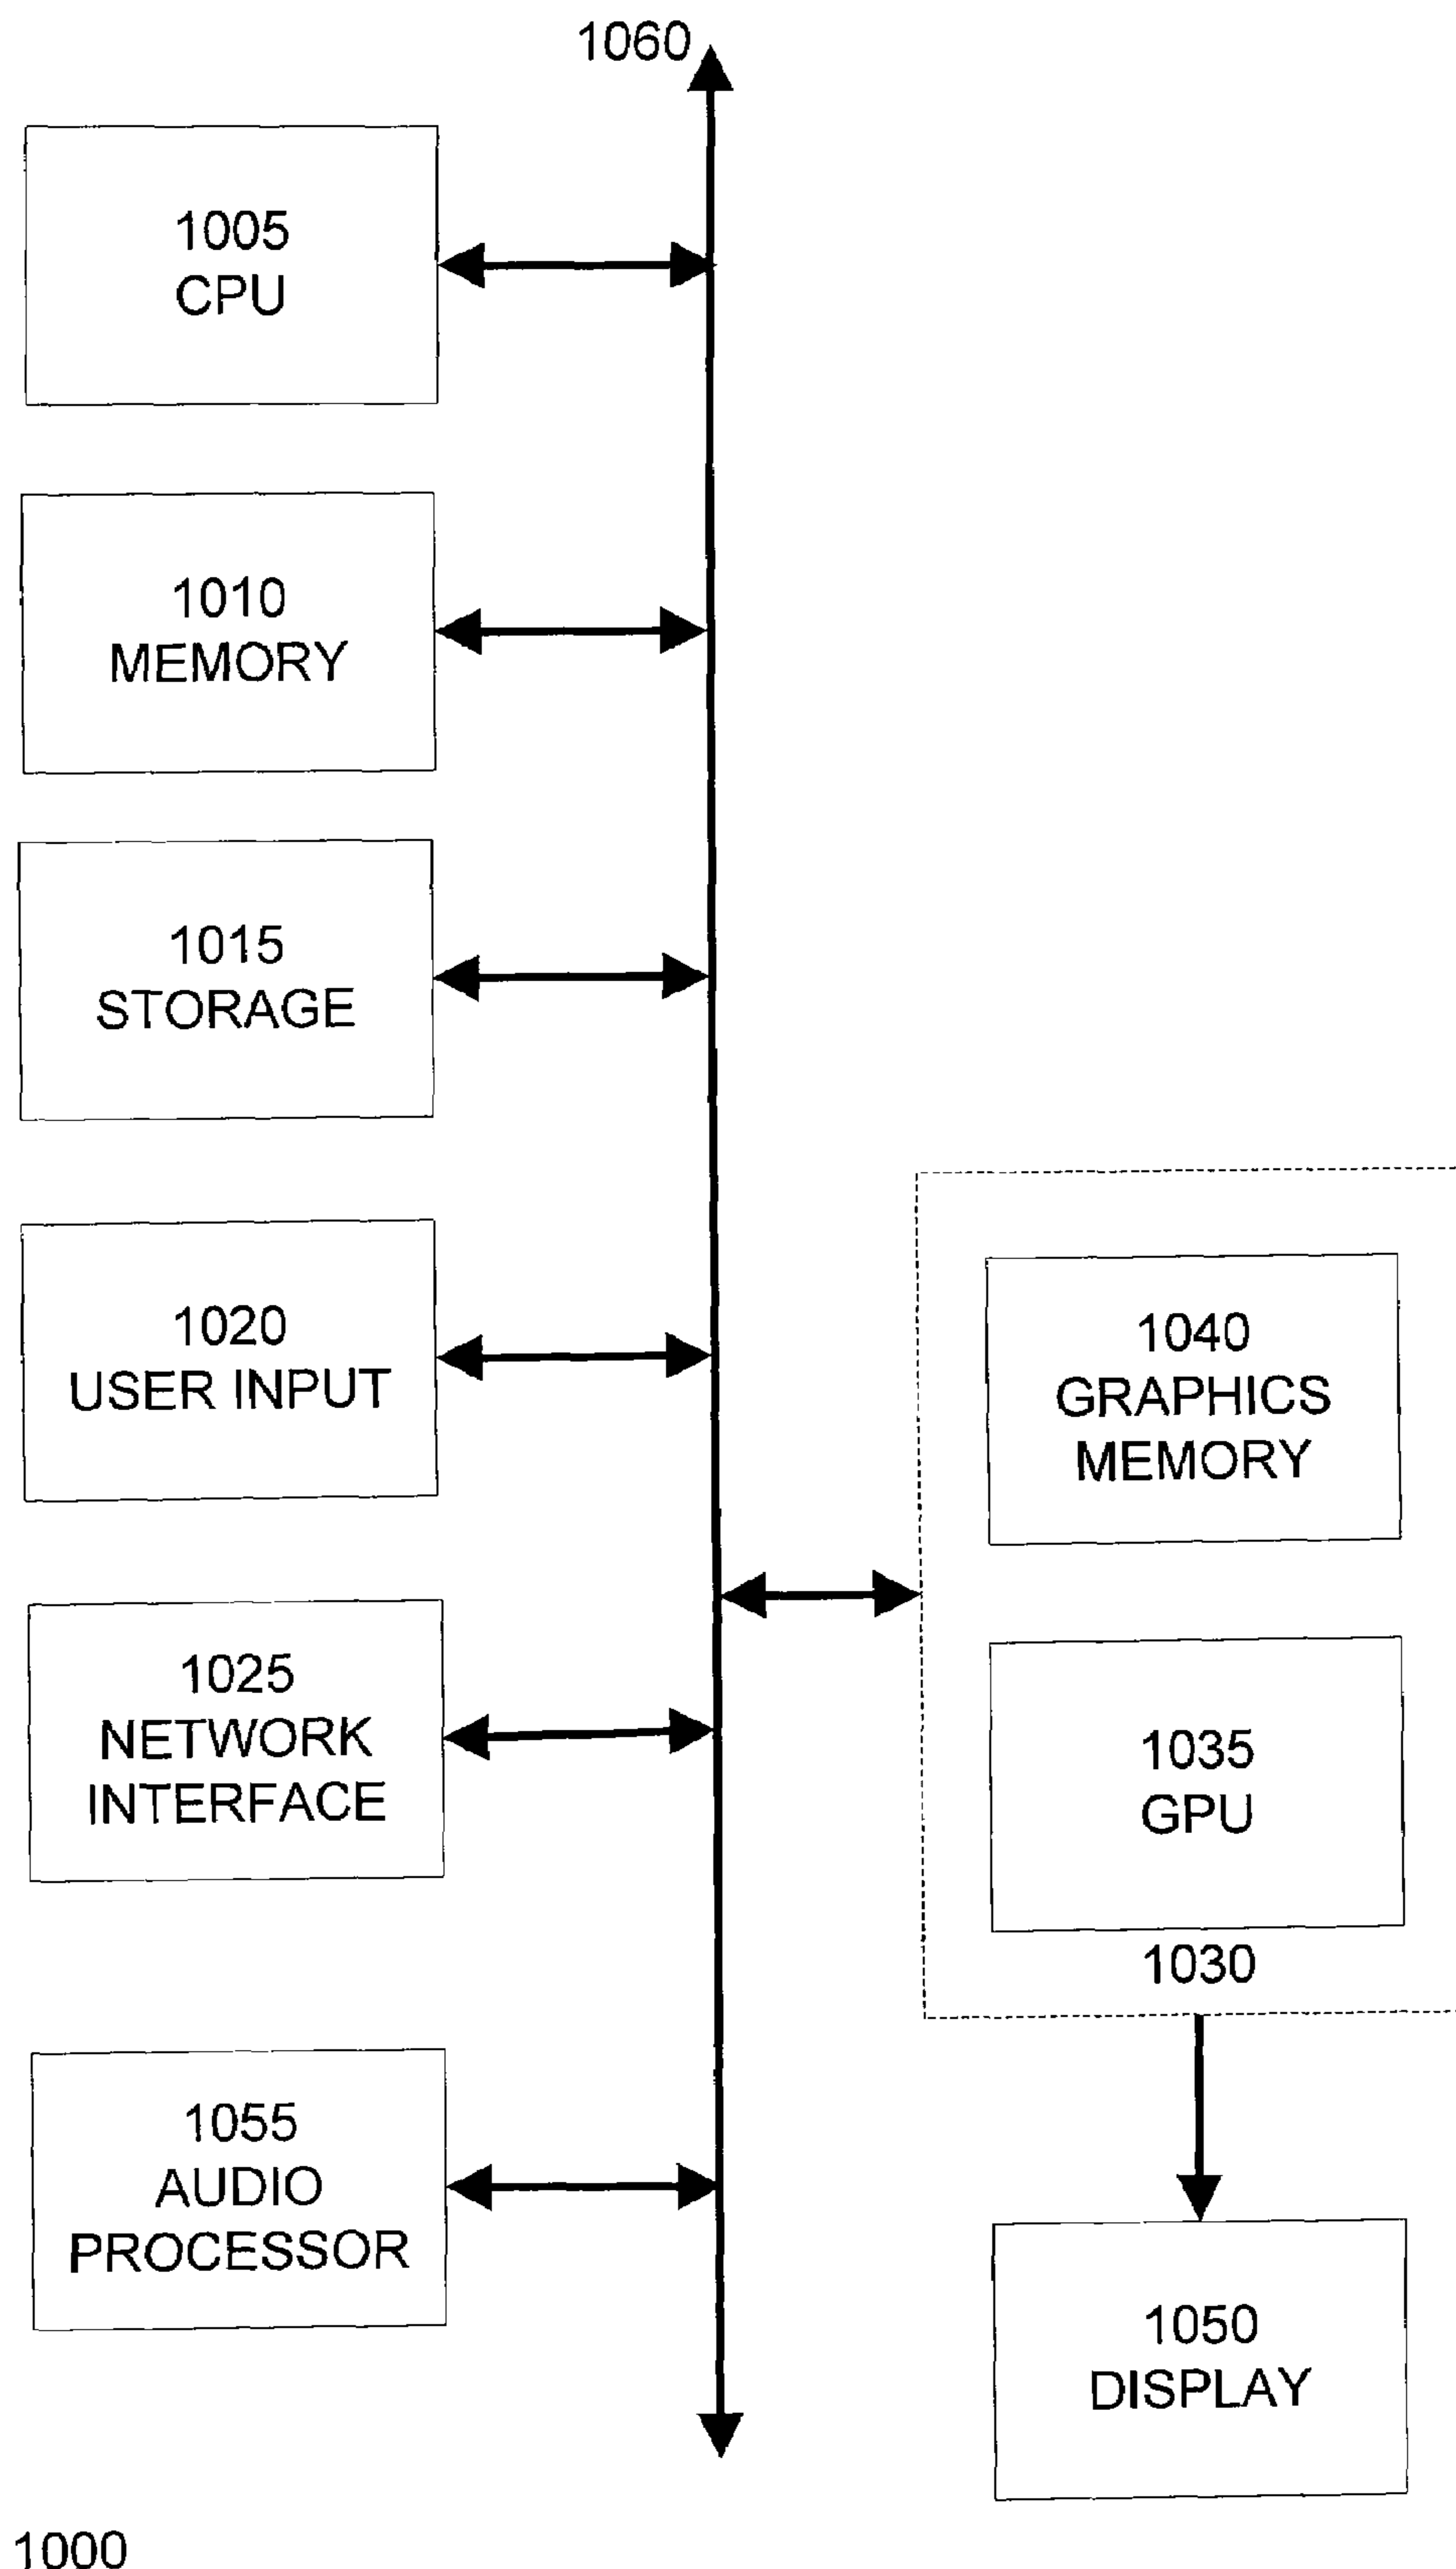 1060
1005
CPU
1010
MEMORY
1015
STORAGE
1020
USER INPUT
1025
NETWORK
INTERFACE
1055
AUDIO
PROCESSOR
1040
GRAPHICS
MEMORY
1035
GPU
1030
1050
DISPLAY
1000